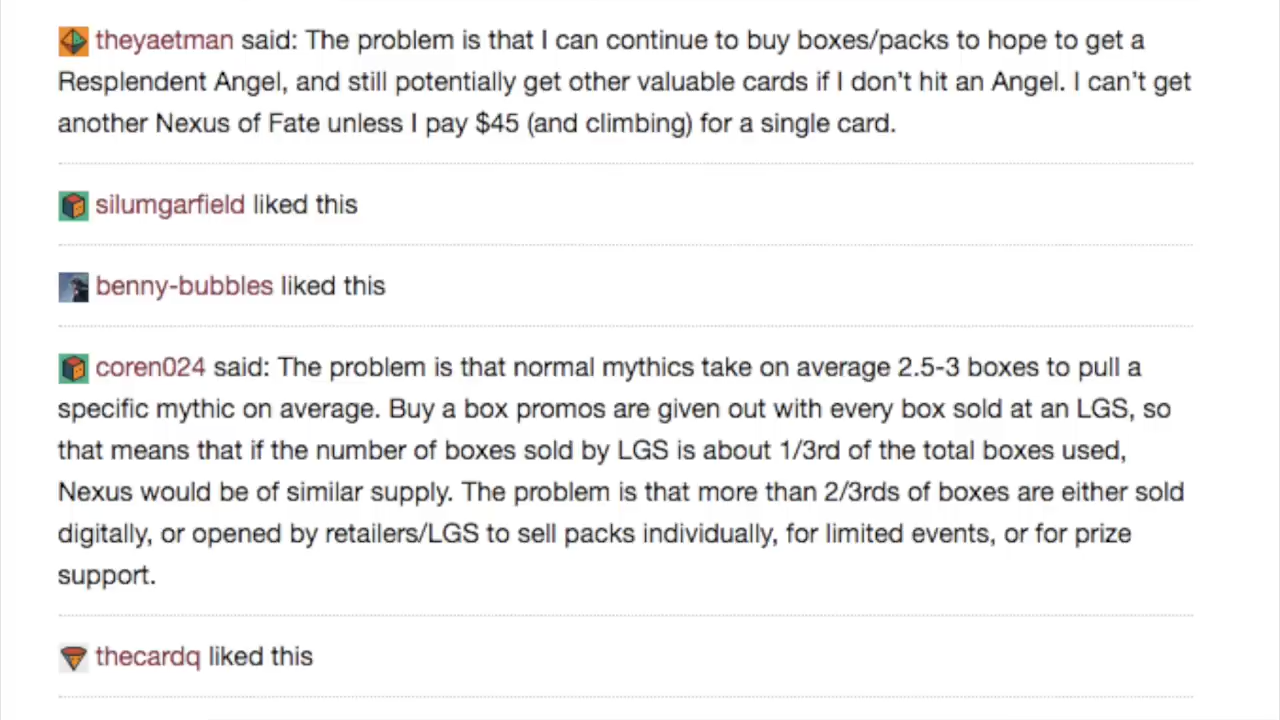 theyaetman said: The problem is that I can continue to buy boxes/packs to hope to get a
Resplendent Angel, and still potentially get other valuable cards if I don’t hit an Angel. I can’t get
another Nexus of Fate unless I pay $45 (and climbing) for a single card.
silumgarfield liked this
benny-bubbles liked this
coren024 said: The problem is that normal mythics take on average 2.5-3 boxes to pull a
specific mythic on average. Buy a box promos are given out with every box sold at an LGS, so
that means that if the number of boxes sold by LGS is about 1/3rd of the total boxes used,
Nexus would be of similar supply. The problem is that more than 2/3rds of boxes are either sold
digitally, or opened by retailers/LGS to sell packs individually, for limited events, or for prize
support.
thecardq liked this